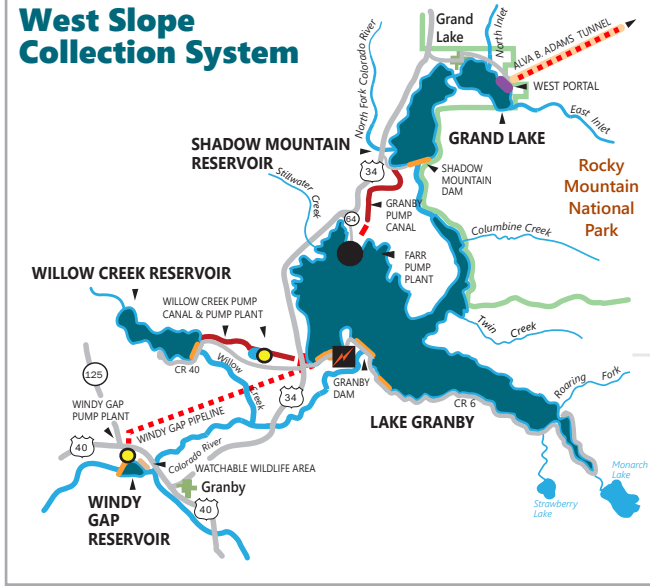 West Slope
Collection System
Grand
Lake
North Inlet
ALVA B. ADAMS TUNNEL
WEST PORTAL
East Inlet
North Fork Colorado River
GRAND LAKE
SHADOW MOUNTAIN
RESERVOIR
34
SHADOW
MOUNTAIN
DAM
Rocky
Mountain
National
Park
Stillwater
Creek
GRANBY
PUMP
CANAL
64
Columbine Creek
FARR
PUMP
PLANT
WILLOW CREEK RESERVOIR
WILLOW CREEK PUMP
CANAL & PUMP PLANT
Twin
Creek
CR 40
Willow
Creek
125
34
GRANBY
DAM
Roaring
Fork
CR 6
LAKE GRANBY
WINDY GAP
PUMP PLANT
WINDY GAP PIPELINE
40
Colorado River
WATCHABLE WILDLIFE AREA
Granby
40
Monarch
Lake
Strawberry
Lake
WINDY
GAP
RESERVOIR